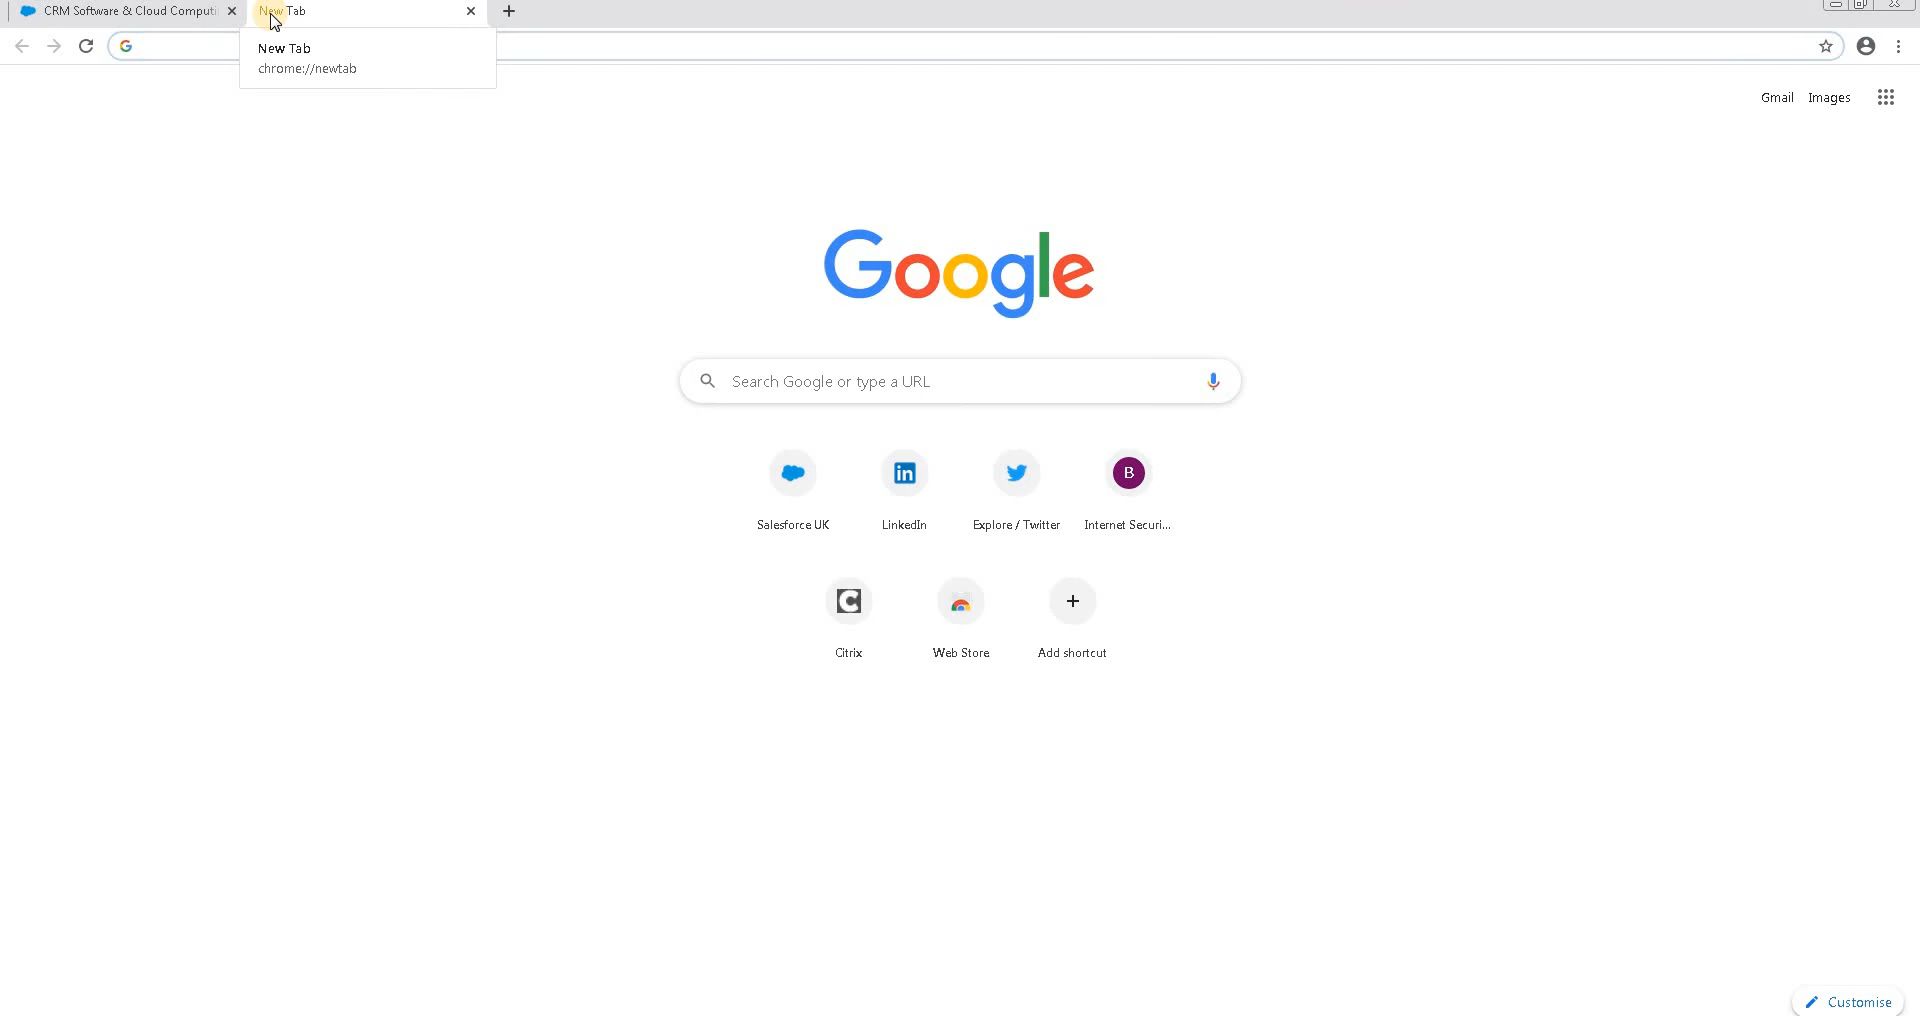 CRM Software & Cloud Computi
New Tab
New Tab
chrome://newtab
Gmail Images
Google
Search Google or type a URL
Salesforce UK
LinkedIn
Explore / Twitter
B
Internet Securi...
Citrix
Web Store
Add shortcut
Customise